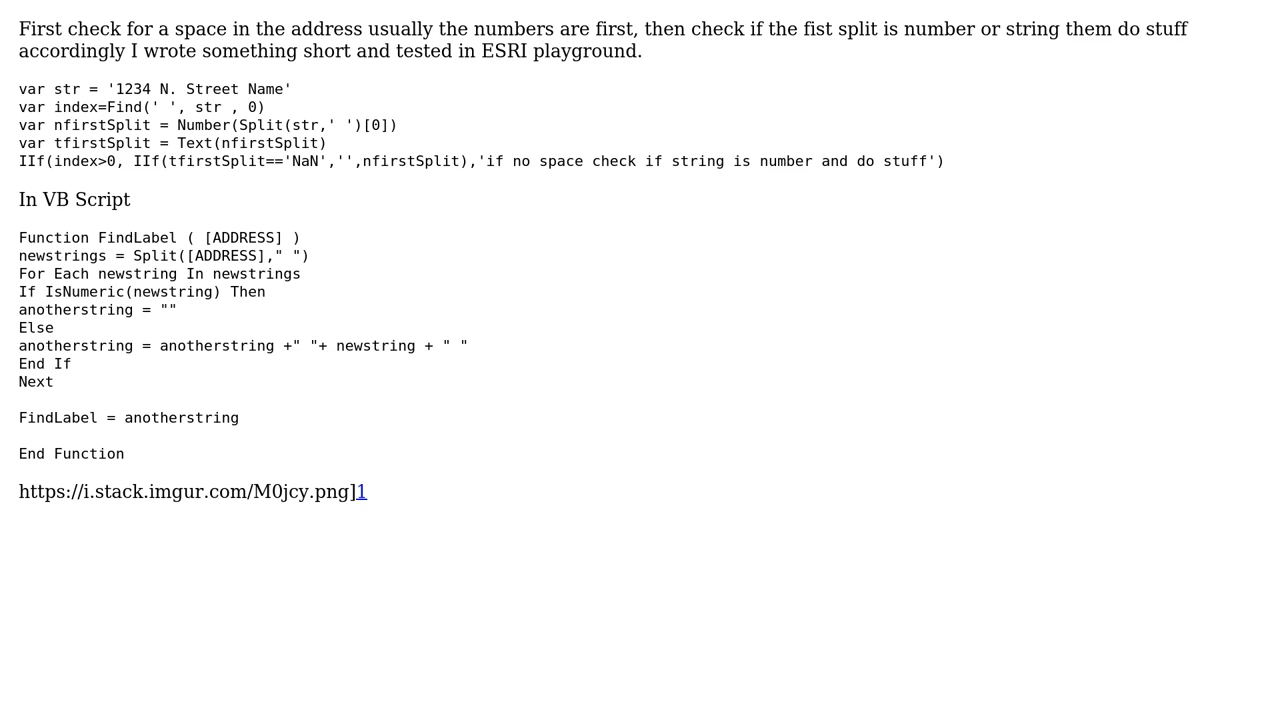 First check for a space in the address usually the numbers are first, then check if the fist split is number or string them do stuff
accordingly I wrote something short and tested in ESRI playground.
var str = '1234 N. Street Name'
var index=Find(' ', str , 0)
var nfirstSplit = Number(Split(str,' ')[0])
var tfirstSplit = Text(nfirstSplit)
IIf(index>0, IIf(tfirstSplit=='NaN','',nfirstSplit),'if no space check if string is number and do stuff')
In VB Script
Function FindLabel ( [ADDRESS] )
newstrings = Split([ADDRESS]," ")
For Each newstring In newstrings
If IsNumeric(newstring) Then
anotherstring = ""
Else
anotherstring = anotherstring +" "+ newstring + " "
End If
Next
FindLabel = anotherstring
End Function
https://i.stack.imgur.com/M0jcy.png]1